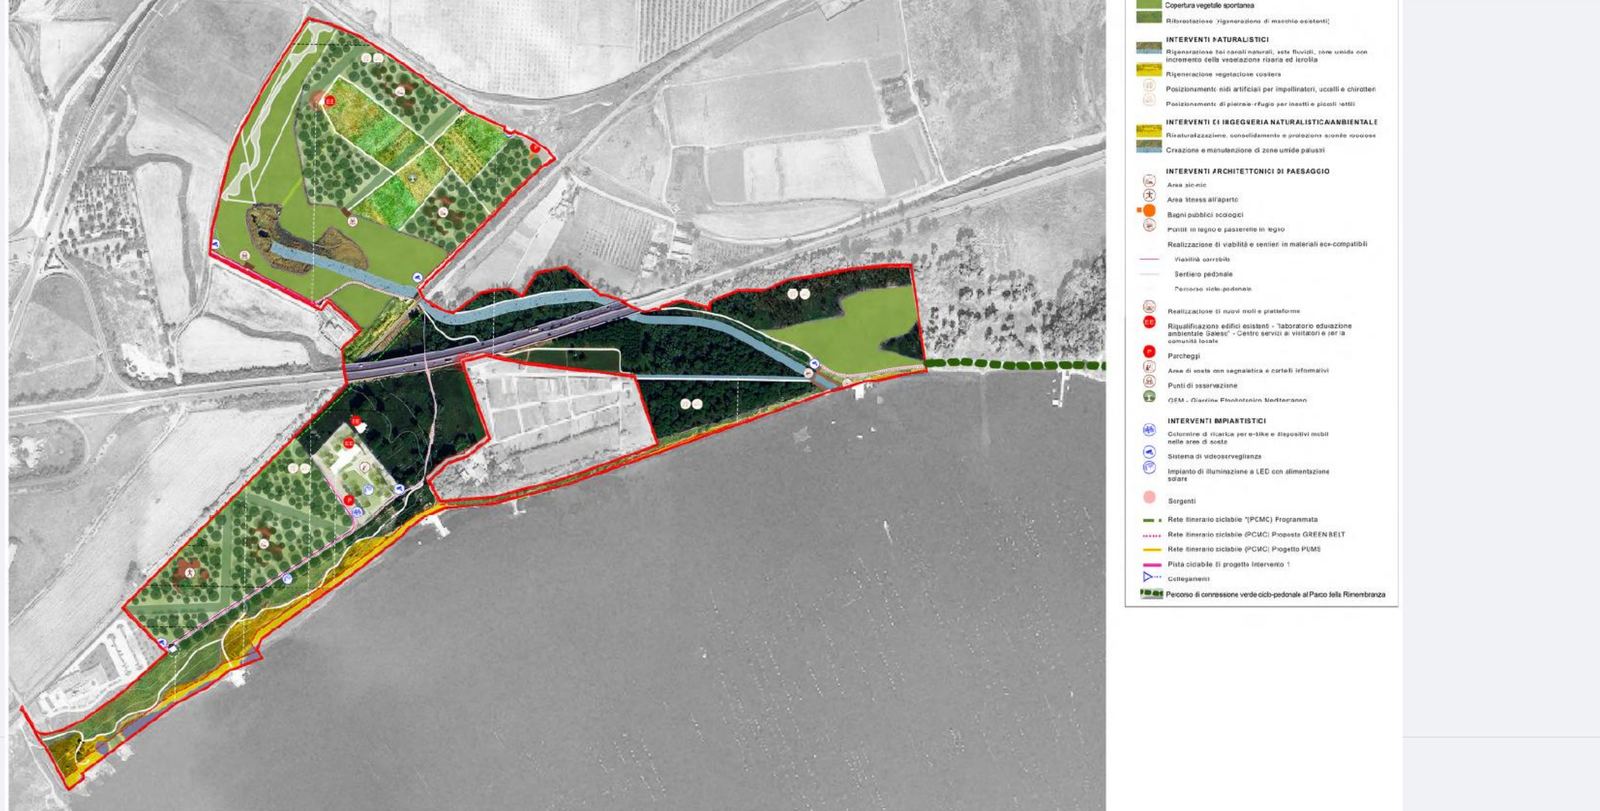 Copertura vegetale spontanea
Riforestazione (rigenerazione di macchie esistenti)
INTERVENTI NATURALISTICI
Rigenerazione dei canali naturali, aste fluviali, zone umide con
incremento della vegetazione riparia ed igrofila
Rigenerazione vegetazione costiera
Posizionamento nidi artificiali per impollinatori, uccelli e chirotteri
Posizionamento di pietraie-rifugio per insetti e piccoli rettili
INTERVENTI DI INGEGNERIA NATURALISTICA/AMBIENTALE
Rinaturalizzazione, consolidamento e protezione sponde rocciose
Creazione e manutenzione di zone umide palustri
INTERVENTI ARCHITETTONICI DI PAESAGGIO
Area pic-nic
Area fitness all'aperto
Bagni pubblici ecologici
Pontili in legno e passerelle in legno
Realizzazione di viabilità e sentieri in materiali eco-compatibili
Viabilità carrabile
Sentiero pedonale
Percorso ciclo-pedonale
Realizzazione di nuovi moli e piattaforme
EE
Riqualificazione edifici esistenti - "laboratorio educazione
ambientale Galeso" - Centro servizi ai visitatori e per la
comunità locale
P
Parcheggi
Area di sosta con segnaletica e cartelli informativi
Punti di osservazione
GEM - Giardino Etnobotanico Mediterraneo
INTERVENTI IMPIANTISTICI
Colonnine di ricarica per e-bike e dispositivi mobili
nelle aree di sosta
Sistema di videosorveglianza
Impianto di illuminazione a LED con alimentazione
solare
Sorgenti
Rete itinerario ciclabile "(PCMC) Programmata
Rete itinerario ciclabile (PCMC) Proposta GREEN BELT
Rete itinerario ciclabile (PCMC) Progetto PUMS
Pista ciclabile di progetto Intervento 1
Collegamenti
Percorso di connessione verde ciclo-pedonale al Parco della Rimembranza